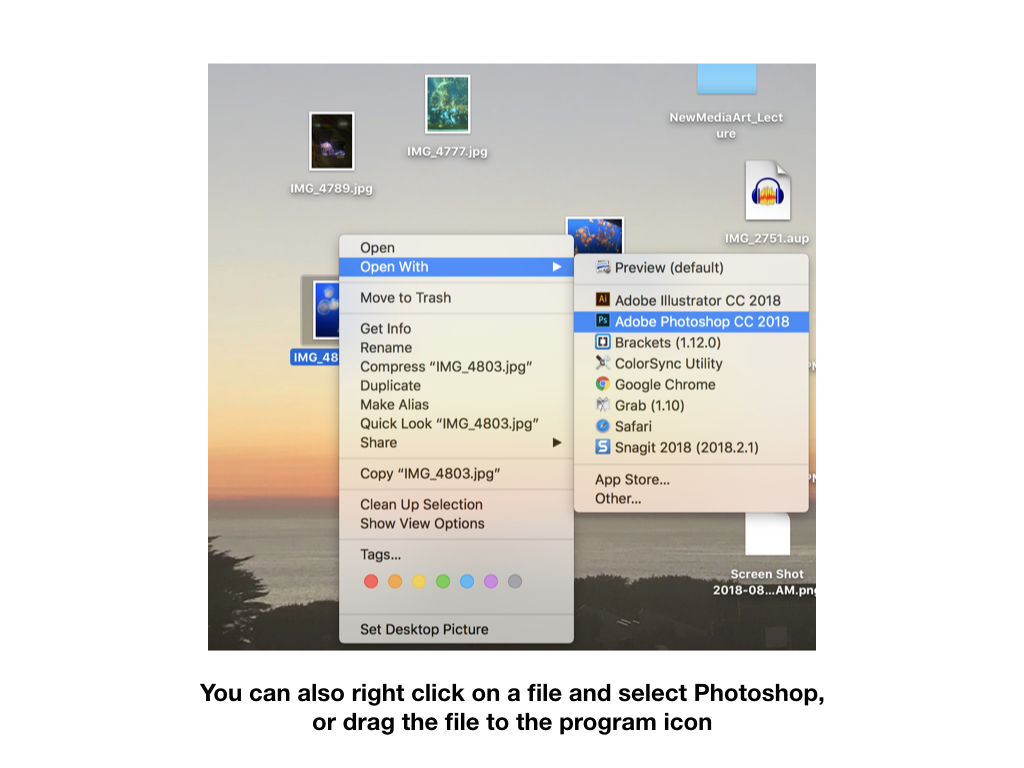 NewMediaArt_Lect
ure
IMG_4777.jpg
IMG_4789.jpg
IMG_2751.aup
IMG_48
Open
Open With
Move to Trash
Get Info
Rename
Compress “IMG_4803.jpg”
Duplicate
Make Alias
Quick Look “IMG_4803.jpg”
Share
Copy “IMG_4803.jpg”
Clean Up Selection
Show View Options
Tags...
Set Desktop Picture
Preview (default)
Ai Adobe Illustrator CC 2018
Ps Adobe Photoshop CC 2018
Brackets (1.12.0)
ColorSync Utility
Google Chrome
Grab (1.10)
Safari
S Snagit 2018 (2018.2.1)
App Store...
Other...
Screen Shot
2018-08...AM.png
You can also right click on a file and select Photoshop,
or drag the file to the program icon